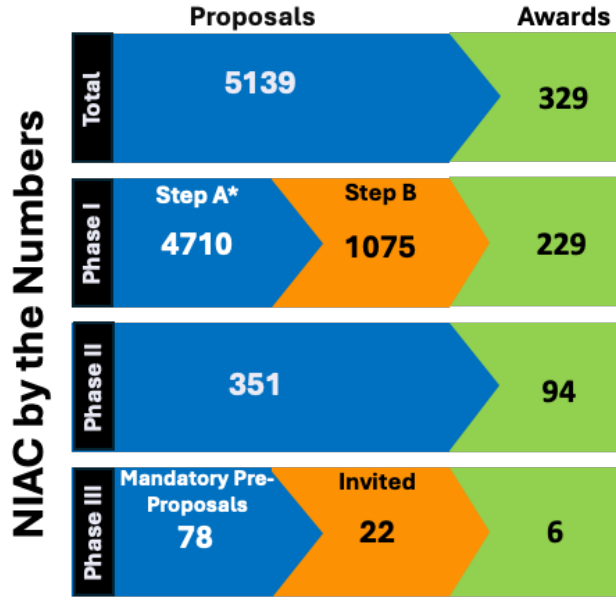 NIAC by the Numbers
Proposals
Awards
Total
5139
329
Phase I
Step A*
4710
Step B
1075
229
Phase II
351
94
Phase III
Mandatory Pre-
Proposals
78
Invited
22
6